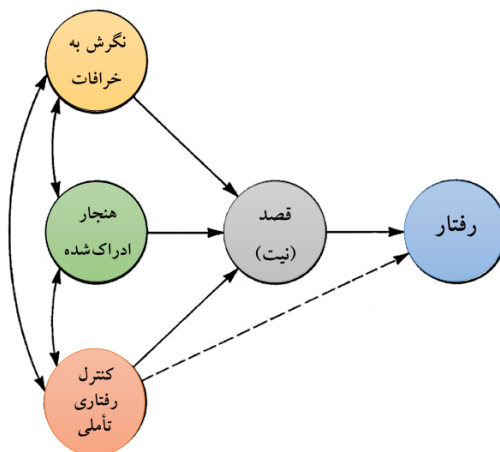 نگرش به
خرافات
هنجار
ادراک‌شده
قصد
(نیت)
رفتار
کنترل
رفتاری
تأملی